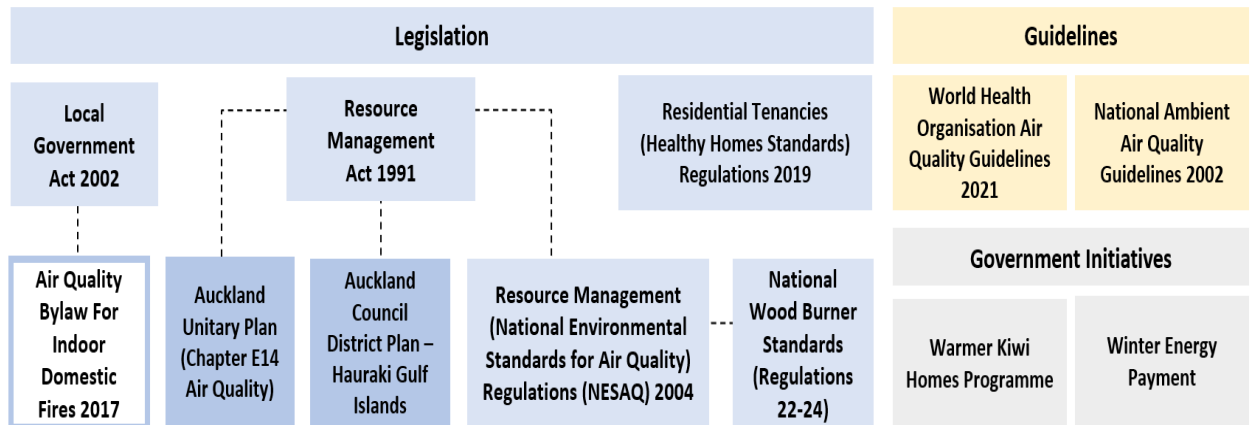 Legislation
Guidelines
Local
Government
Act 2002
Resource
Management
Act 1991
Residential Tenancies
(Healthy Homes Standards)
Regulations 2019
World Health
Organisation Air
Quality Guidelines
2021
National Ambient
Air Quality
Guidelines 2002
Air Quality
Bylaw For
Indoor
Domestic
Fires 2017
Auckland
Unitary Plan
(Chapter E14
Air Quality)
Auckland
Council
District Plan –
Hauraki Gulf
Islands
Resource Management
(National Environmental
Standards for Air Quality)
Regulations (NESAQ) 2004
National
Wood Burner
Standards
(Regulations
22-24)
Government Initiatives
Warmer Kiwi
Homes Programme
Winter Energy
Payment